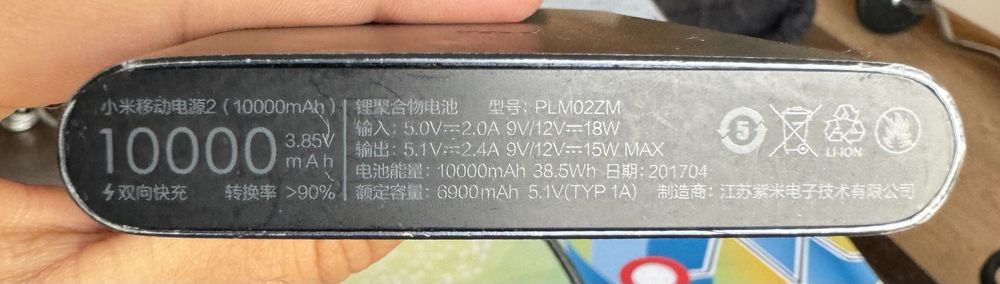 小米移动电源2 (10000mAh)
10000 3.85V mAh
双向快充 转换率 >90%
锂聚合物电池 型号: PLM02ZM
输入: 5.0V⎓2.0A 9V/12V⎓18W
输出: 5.1V⎓2.4A 9V/12V⎓15W MAX
电池能量: 10000mAh 38.5Wh 日期: 201704
额定容量: 6900mAh 5.1V(TYP 1A) 制造商: 江苏紫米电子技术有限公司
5
LI-ION